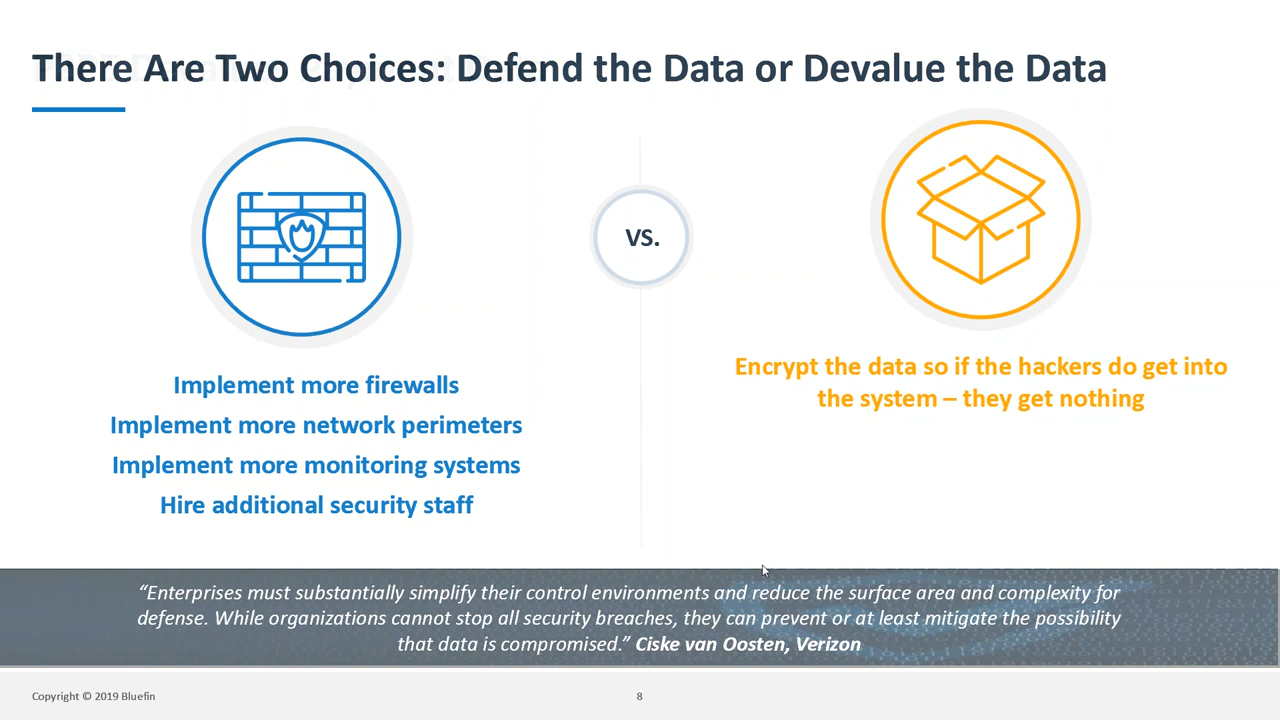 There Are Two Choices: Defend the Data or Devalue the Data
VS.
Implement more firewalls
Implement more network perimeters
Implement more monitoring systems
Hire additional security staff
Encrypt the data so if the hackers do get into
the system – they get nothing
“Enterprises must substantially simplify their control environments and reduce the surface area and complexity for
defense. While organizations cannot stop all security breaches, they can prevent or at least mitigate the possibility
that data is compromised.” Ciske van Oosten, Verizon
Copyright © 2019 Bluefin
8